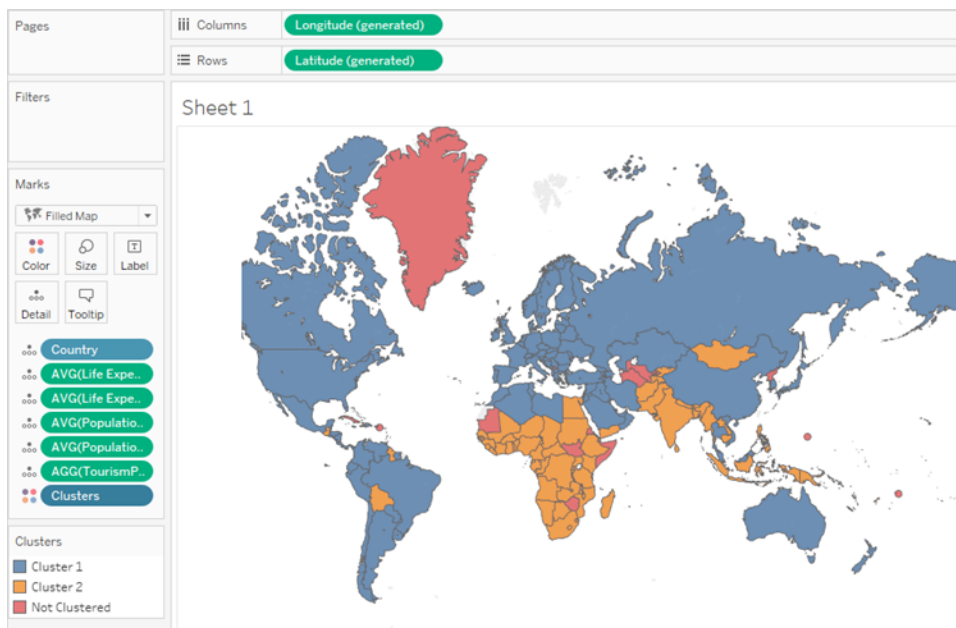 Pages
Columns
Longitude (generated)
Rows
Latitude (generated)
Filters
Sheet 1
Marks
Filled Map
Color
Size
Label
Detail
Tooltip
Country
AVG(Life Expe..
AVG(Life Expe..
AVG(Populatio..
AVG(Populatio..
AGG(TourismP..
Clusters
Clusters
Cluster 1
Cluster 2
Not Clustered